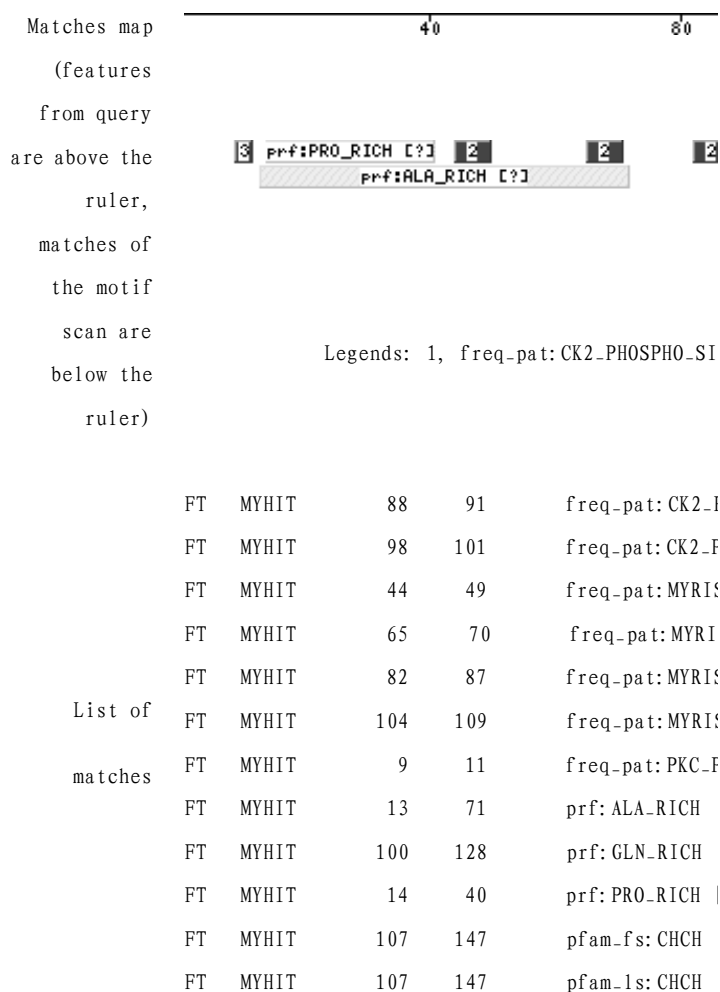 Matches map
(features
from query
are above the
ruler,
matches of
the motif
scan are
below the
ruler)
40 80
3 prf:PRO_RICH [?] 2 2 2
prf:ALA_RICH [?]
Legends: 1, freq_pat:CK2_PHOSPHO_SI
List of
matches
FT MYHIT 88 91 freq_pat:CK2_P
FT MYHIT 98 101 freq_pat:CK2_P
FT MYHIT 44 49 freq_pat:MYRIS
FT MYHIT 65 70 freq_pat:MYRI
FT MYHIT 82 87 freq_pat:MYRIS
FT MYHIT 104 109 freq_pat:MYRIS
FT MYHIT 9 11 freq_pat:PKC_P
FT MYHIT 13 71 prf:ALA_RICH
FT MYHIT 100 128 prf:GLN_RICH
FT MYHIT 14 40 prf:PRO_RICH [
FT MYHIT 107 147 pfam_fs:CHCH
FT MYHIT 107 147 pfam_ls:CHCH